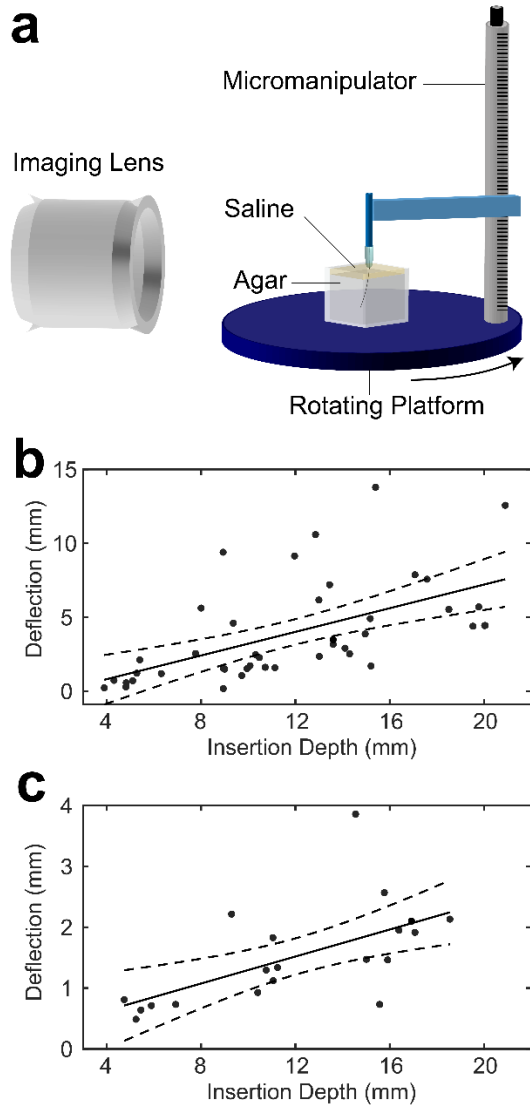 a
Micromanipulator
Imaging Lens
Saline
Agar
Rotating Platform
b
15
10
5
0
Deflection (mm)
4 8 12 16 20
Insertion Depth (mm)
c
4
3
2
1
0
Deflection (mm)
4 8 12 16 20
Insertion Depth (mm)